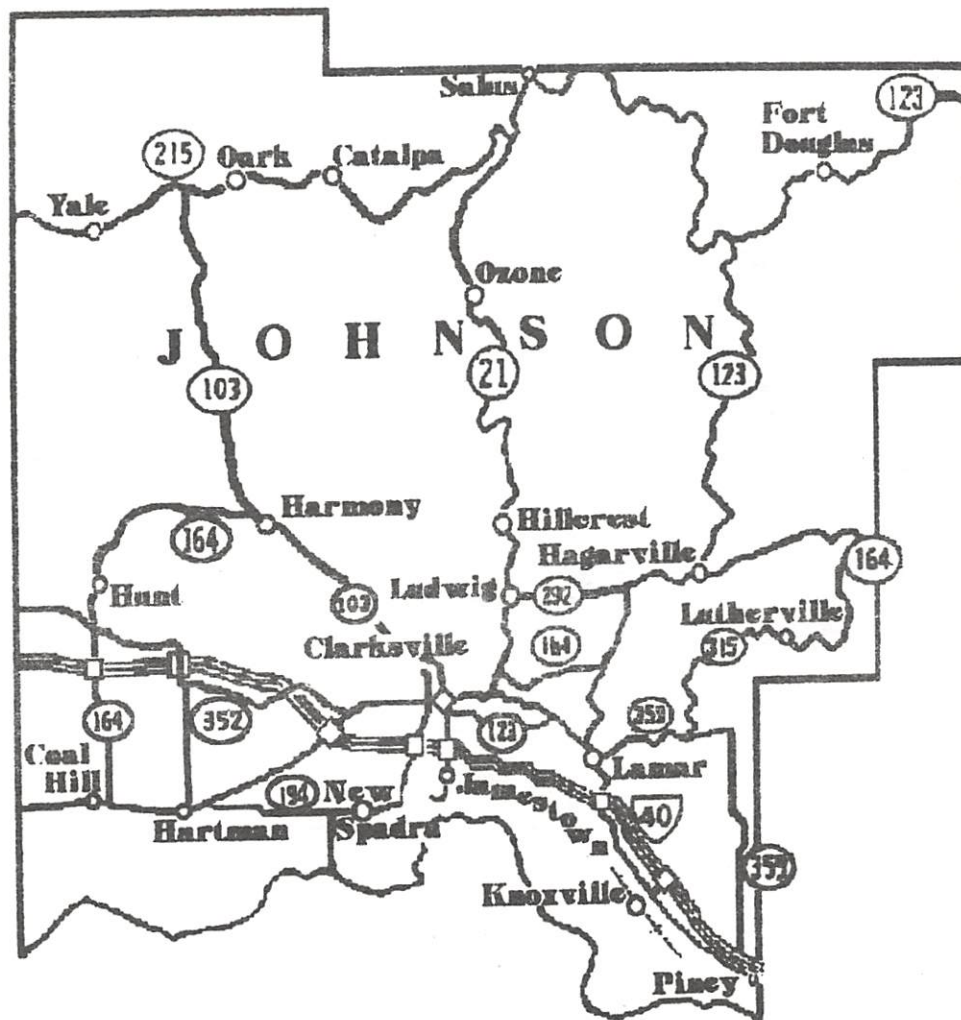 Salus
123
Fort
Douglas
215
Oark
Catalpa
Yale
Ozone
JOHNSON
103
21
123
Harmony
Hillcrest
164
Hagarville
164
Hunt
103
Ludwig
292
Lutherville
Clarksville
164
315
164
352
123
359
Coal
Hill
Lamar
194
New
Jamestown
40
Hartman
Spadra
359
Knoxville
Piney